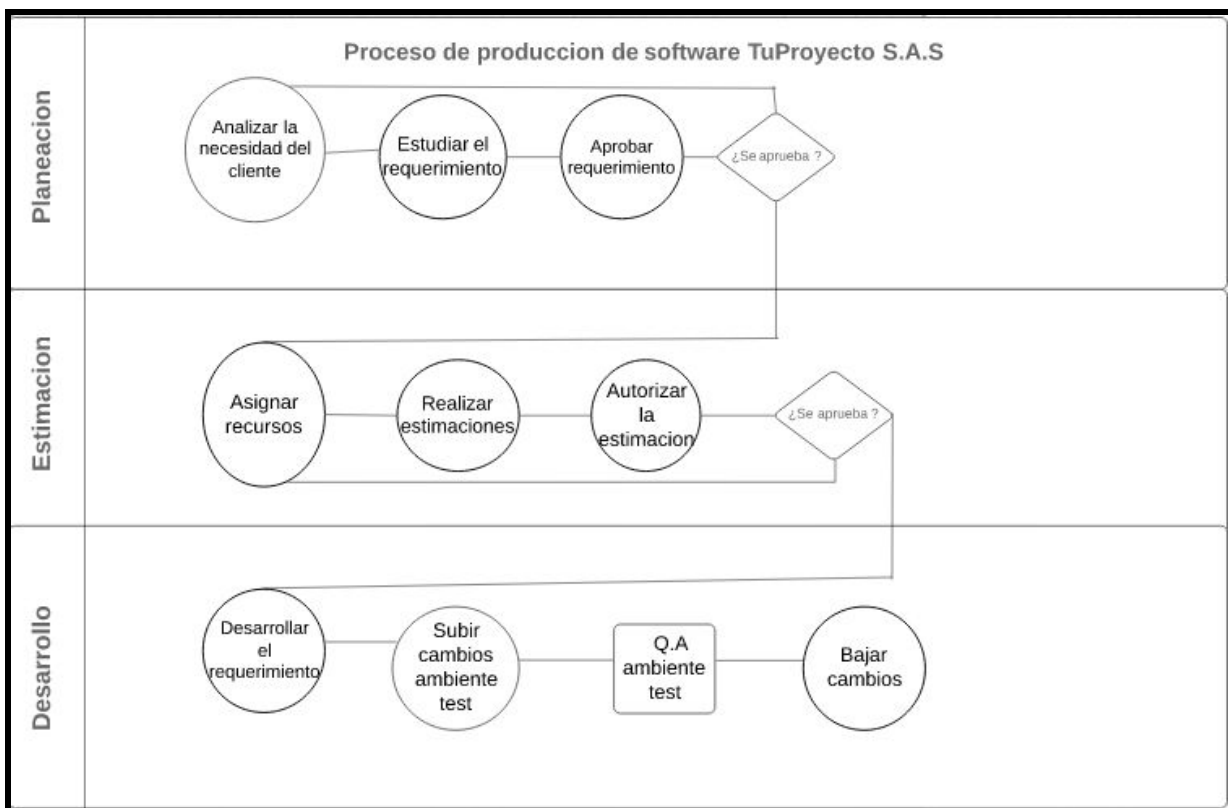 Proceso de produccion de software TuProyecto S.A.S
Planeacion
Analizar la
necesidad del
cliente
Estudiar el
requerimiento
Aprobar
requerimiento
¿Se aprueba ?
Estimacion
Asignar
recursos
Realizar
estimaciones
Autorizar
la
estimacion
¿Se aprueba ?
Desarrollo
Desarrollar
el
requerimiento
Subir
cambios
ambiente
test
Q.A
ambiente
test
Bajar
cambios